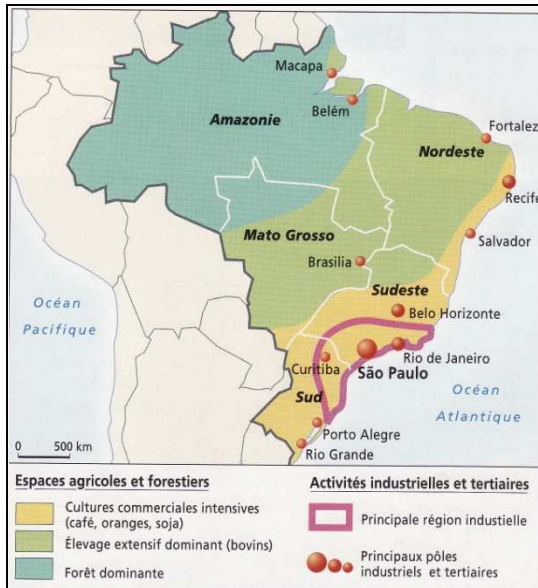 Macapa
Belém
Amazonie
Fortalez
Nordeste
Recife
Mato Grosso
Salvador
Brasilia
Sudeste
Belo Horizonte
Océan
Pacifique
Curitiba
Rio de Janeiro
São Paulo
Océan
Atlantique
Sud
Porto Alegre
Rio Grande
0 500 km
Espaces agricoles et forestiers
Cultures commerciales intensives
(café, oranges, soja)
Élevage extensif dominant (bovins)
Forêt dominante
Activités industrielles et tertiaires
Principale région industielle
Principaux pôles
industriels et tertiaires